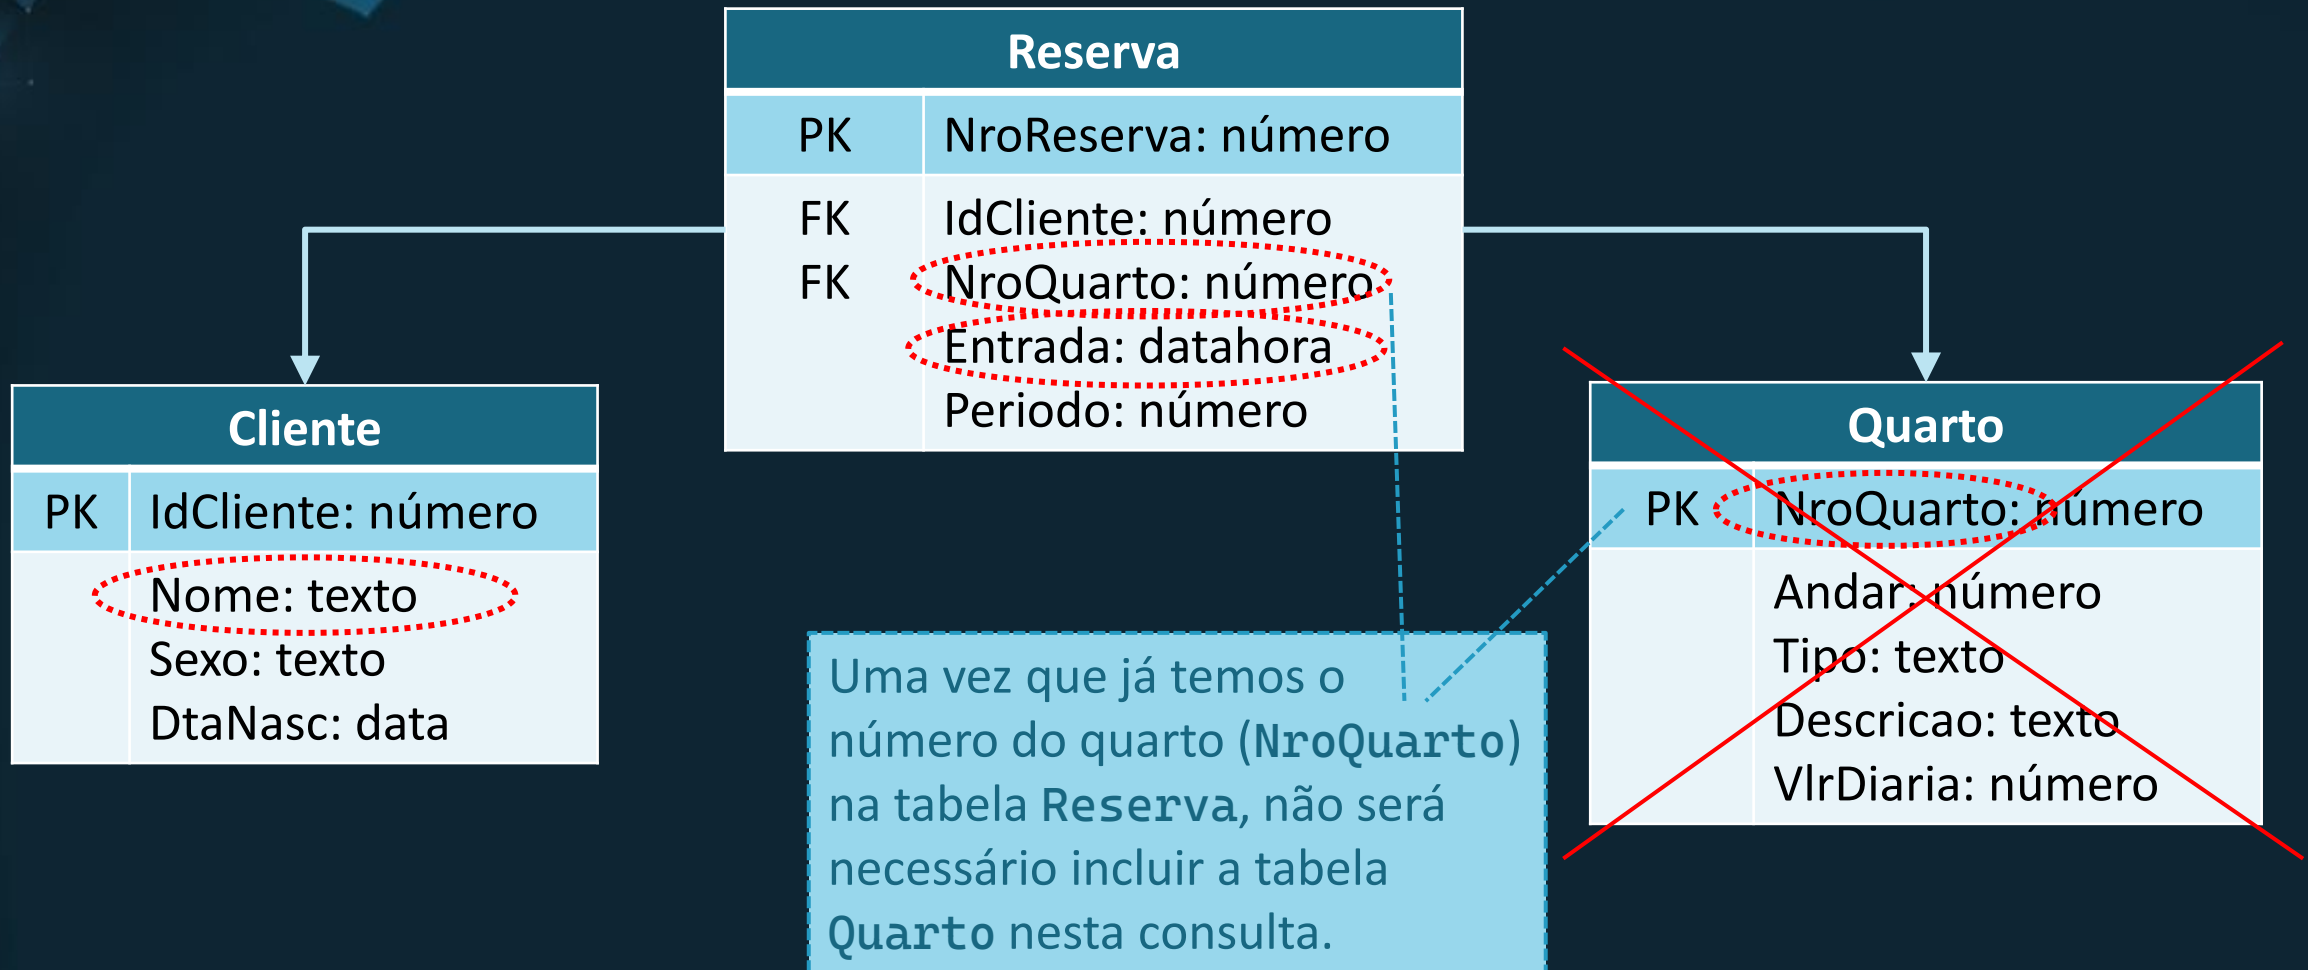 Reserva
PK NroReserva: número
FK IdCliente: número
FK NroQuarto: número
Entrada: datahora
Periodo: número
Cliente
PK IdCliente: número
Nome: texto
Sexo: texto
DtaNasc: data
Quarto
PK NroQuarto: número
Andar: número
Tipo: texto
Descricao: texto
VlrDiaria: número
Uma vez que já temos o
número do quarto (NroQuarto)
na tabela Reserva, não será
necessário incluir a tabela
Quarto nesta consulta.